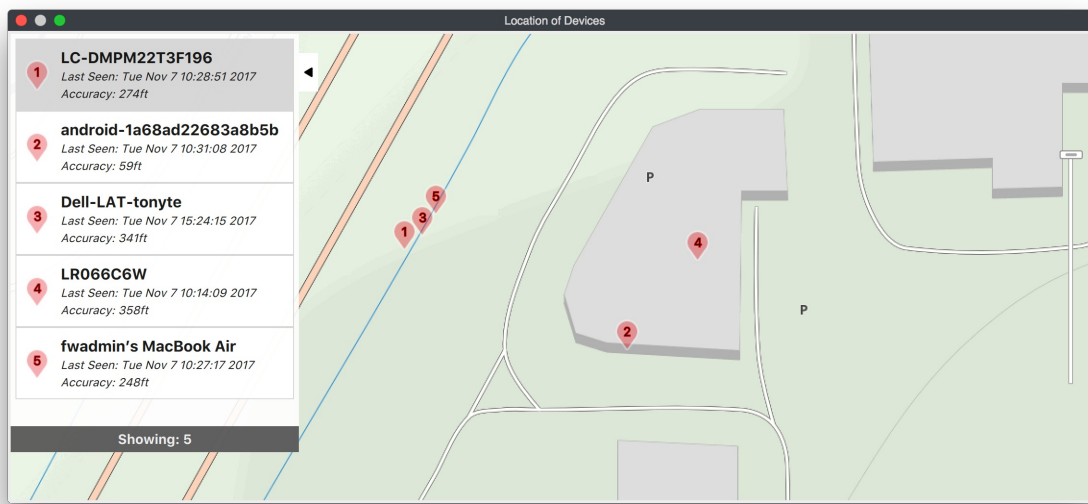 Location of Devices
1
LC-DMPM22T3F196
Last Seen: Tue Nov 7 10:28:51 2017
Accuracy: 274ft
2
android-1a68ad22683a8b5b
Last Seen: Tue Nov 7 10:31:08 2017
Accuracy: 59ft
3
Dell-LAT-tonyte
Last Seen: Tue Nov 7 15:24:15 2017
Accuracy: 341ft
4
LR066C6W
Last Seen: Tue Nov 7 10:14:09 2017
Accuracy: 358ft
5
fwadmin's MacBook Air
Last Seen: Tue Nov 7 10:27:17 2017
Accuracy: 248ft
Showing: 5
P
5
3
1
4
P
2